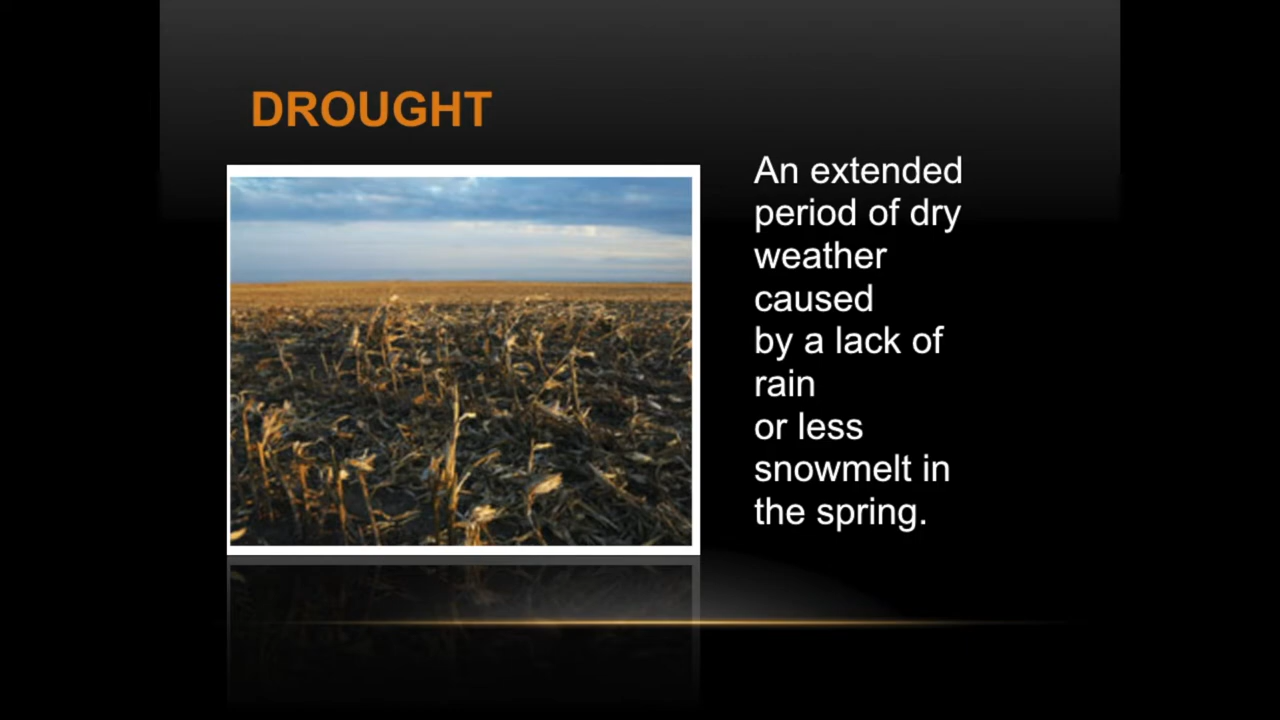 DROUGHT
An extended
period of dry
weather
caused
by a lack of
rain
or less
snowmelt in
the spring.